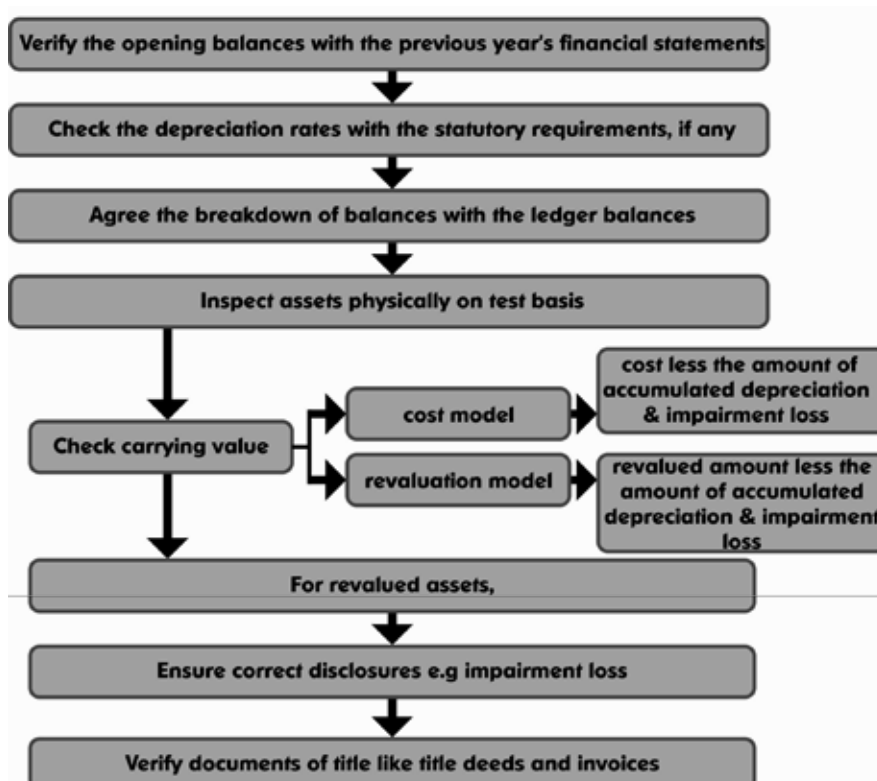 Verify the opening balances with the previous year's financial statements
Check the depreciation rates with the statutory requirements, if any
Agree the breakdown of balances with the ledger balances
Inspect assets physically on test basis
Check carrying value
cost model
cost less the amount of
accumulated depreciation
& impairment loss
revaluation model
revalued amount less the
amount of accumulated
depreciation & impairment
loss
For revalued assets,
Ensure correct disclosures e.g impairment loss
Verify documents of title like title deeds and invoices